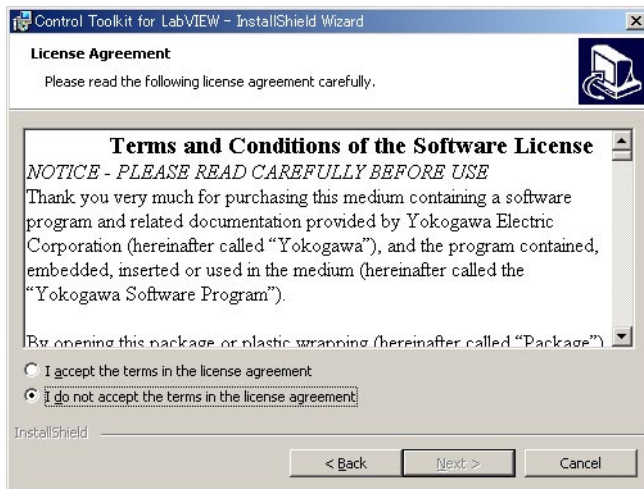 Control Toolkit for LabVIEW - InstallShield Wizard
License Agreement
Please read the following license agreement carefully.
Terms and Conditions of the Software License
NOTICE - PLEASE READ CAREFULLY BEFORE USE
Thank you very much for purchasing this medium containing a software
program and related documentation provided by Yokogawa Electric
Corporation (hereinafter called “Yokogawa”), and the program contained,
embedded, inserted or used in the medium (hereinafter called the
“Yokogawa Software Program”).
By opening this package or plastic wrapping (hereinafter called “Package”)
I accept the terms in the license agreement
I do not accept the terms in the license agreement
InstallShield
< Back
Next >
Cancel